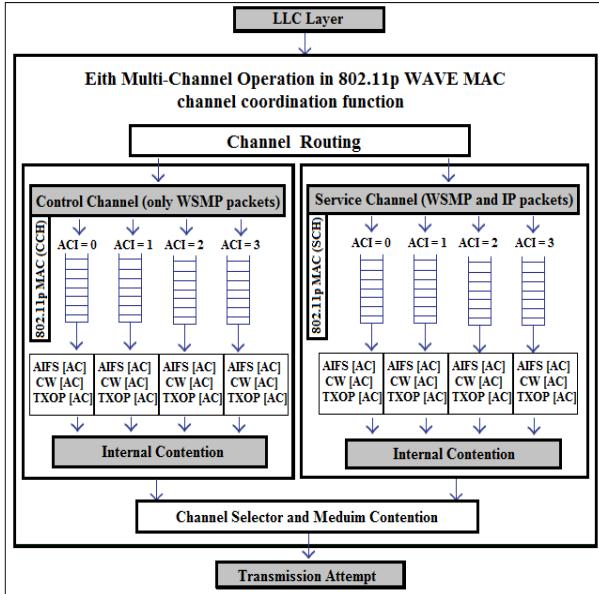 LLC Layer
Eith Multi-Channel Operation in 802.11p WAVE MAC
channel coordination function
Channel Routing
Control Channel (only WSMP packets)
802.11p MAC (CCH)
ACI = 0
ACI = 1
ACI = 2
ACI = 3
AIFS [AC]
CW [AC]
TXOP [AC]
AIFS [AC]
CW [AC]
TXOP [AC]
AIFS [AC]
CW [AC]
TXOP [AC]
AIFS [AC]
CW [AC]
TXOP [AC]
Internal Contention
Service Channel (WSMP and IP packets)
802.11p MAC (SCH)
ACI = 0
ACI = 1
ACI = 2
ACI = 3
AIFS [AC]
CW [AC]
TXOP [AC]
AIFS [AC]
CW [AC]
TXOP [AC]
AIFS [AC]
CW [AC]
TXOP [AC]
AIFS [AC]
CW [AC]
TXOP [AC]
Internal Contention
Channel Selector and Meduim Contention
Transmission Attempt